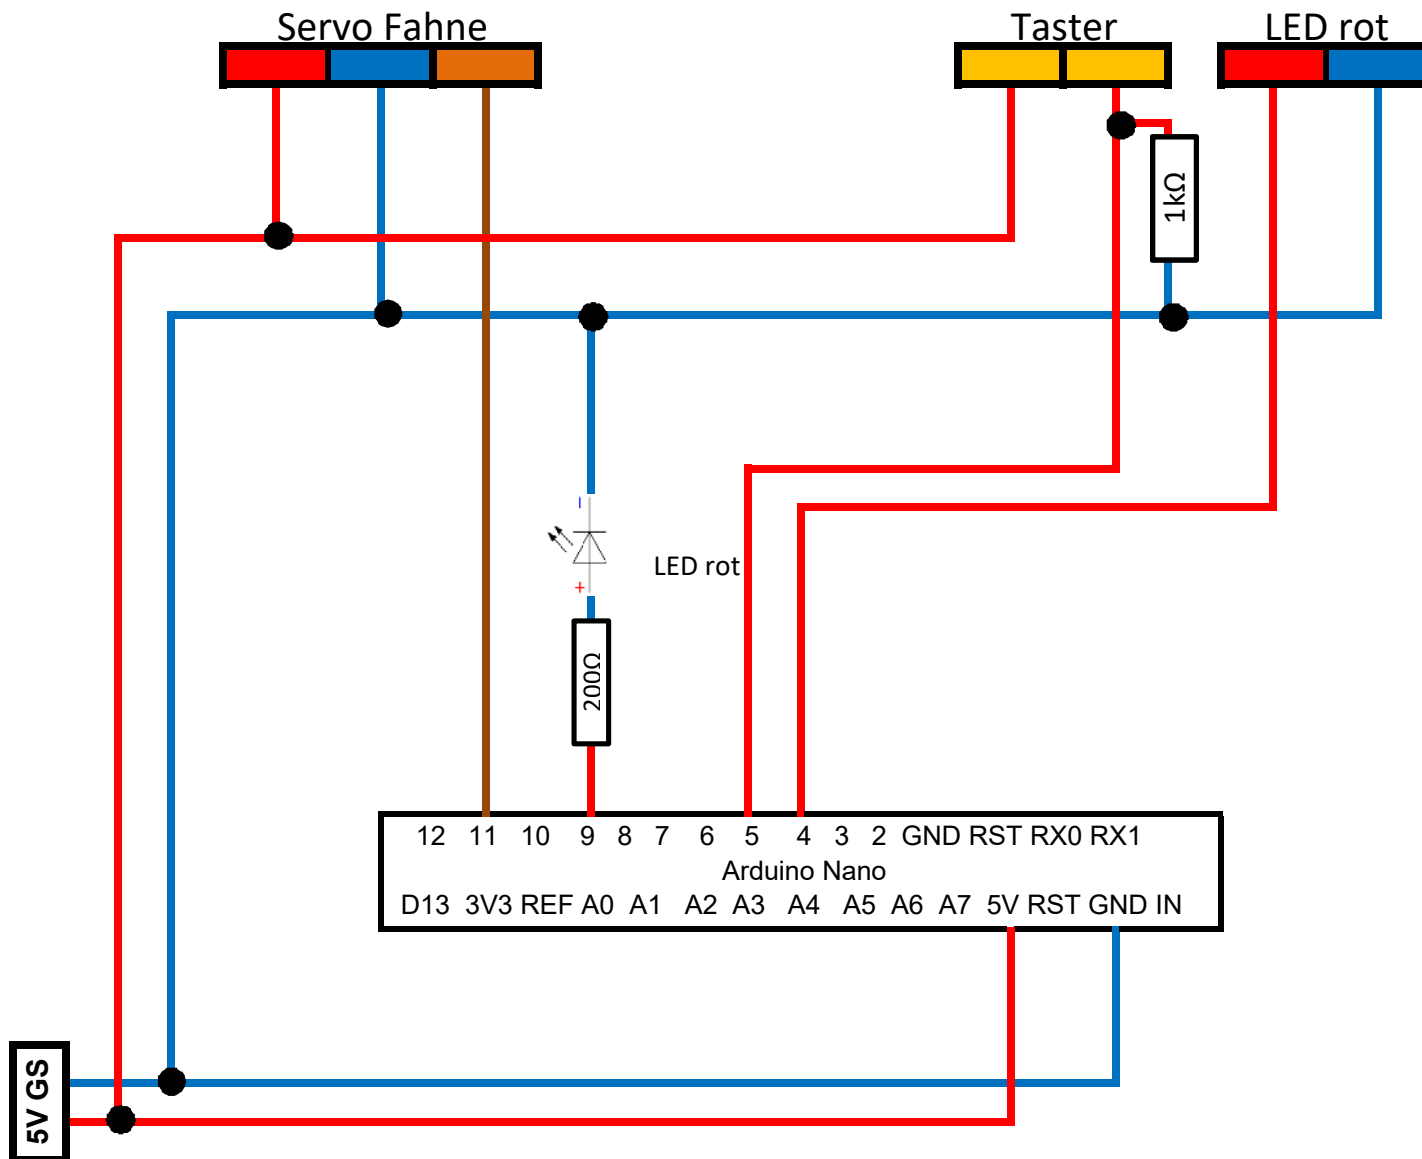 Servo Fahne
Taster
LED rot
1kΩ
LED rot
200Ω
12 11 10 9 8 7 6 5 4 3 2 GND RST RX0 RX1
Arduino Nano
D13 3V3 REF A0 A1 A2 A3 A4 A5 A6 A7 5V RST GND IN
5V GS